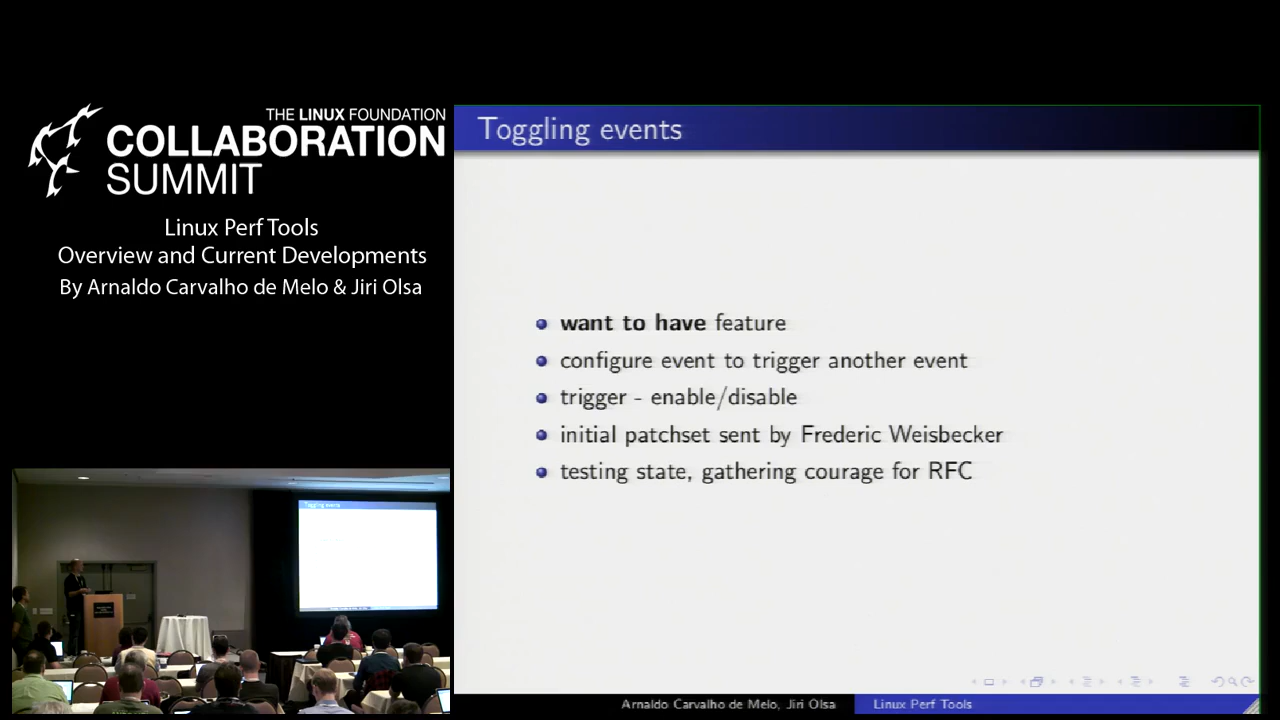 THE LINUX FOUNDATION
COLLABORATION
SUMMIT
Linux Perf Tools
Overview and Current Developments
By Arnaldo Carvalho de Melo & Jiri Olsa
Toggling events
want to have feature
configure event to trigger another event
trigger - enable/disable
initial patchset sent by Frederic Weisbecker
testing state, gathering courage for RFC
Arnaldo Carvalho de Melo, Jiri Olsa
Linux Perf Tools
Toggling events